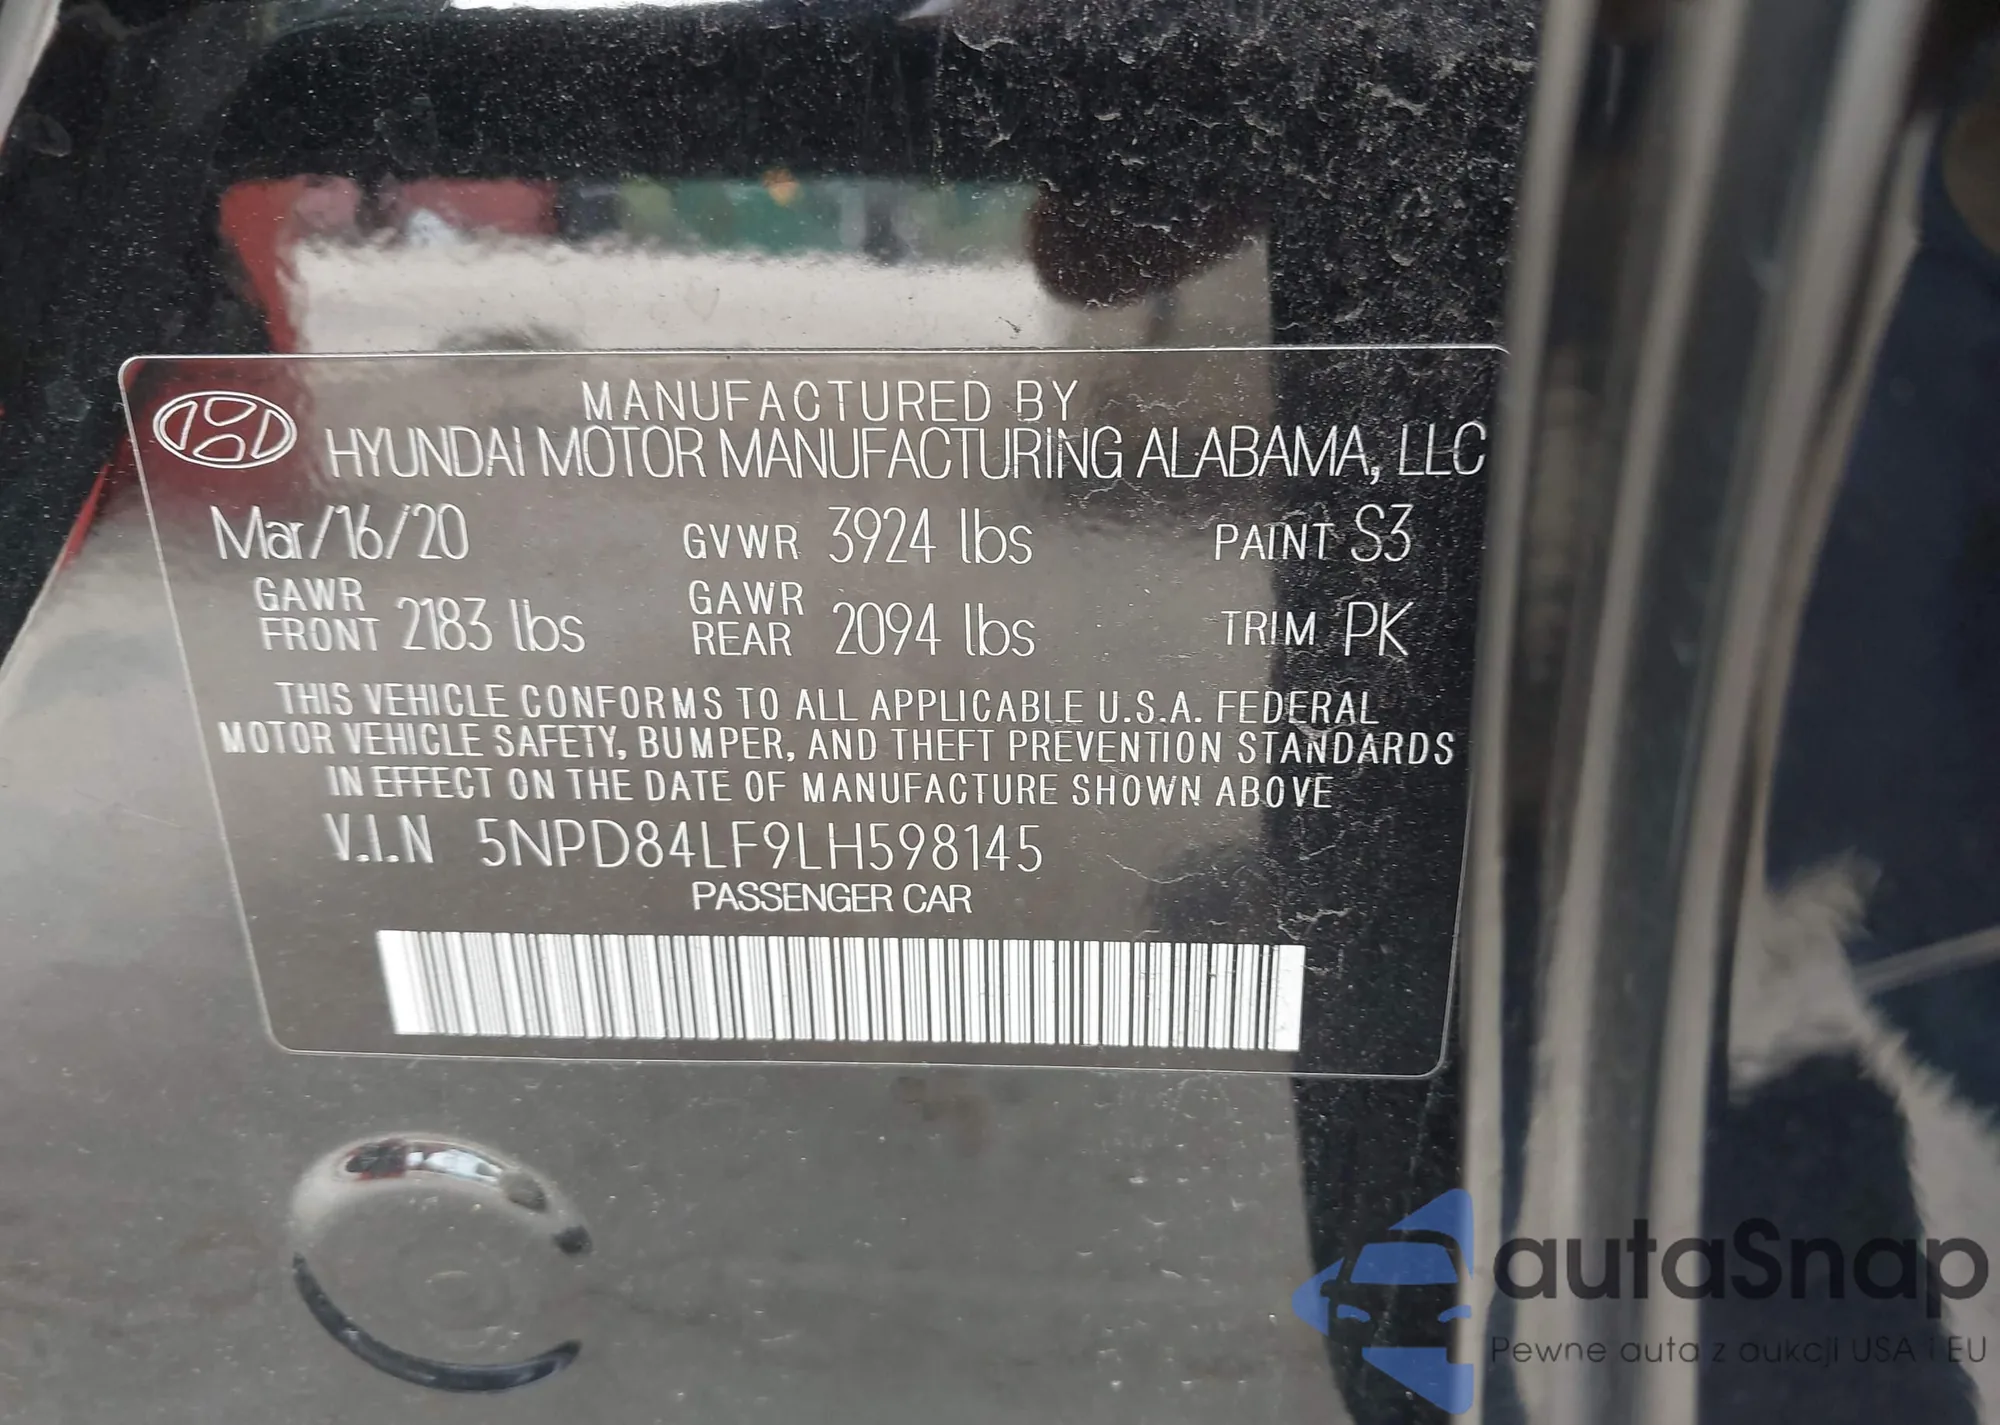 MANUFACTURED BY
HYUNDAI MOTOR MANUFACTURING ALABAMA, LLC
Mar/16/20 GVWR 3924 lbs PAINT S3
GAWR FRONT 2183 lbs GAWR REAR 2094 lbs TRIM PK
THIS VEHICLE CONFORMS TO ALL APPLICABLE U.S.A. FEDERAL
MOTOR VEHICLE SAFETY, BUMPER, AND THEFT PREVENTION STANDARDS
IN EFFECT ON THE DATE OF MANUFACTURE SHOWN ABOVE
V.I.N 5NPD84LF9LH598145
PASSENGER CAR
autaSnap
Pewne auta z aukcji USA i EU